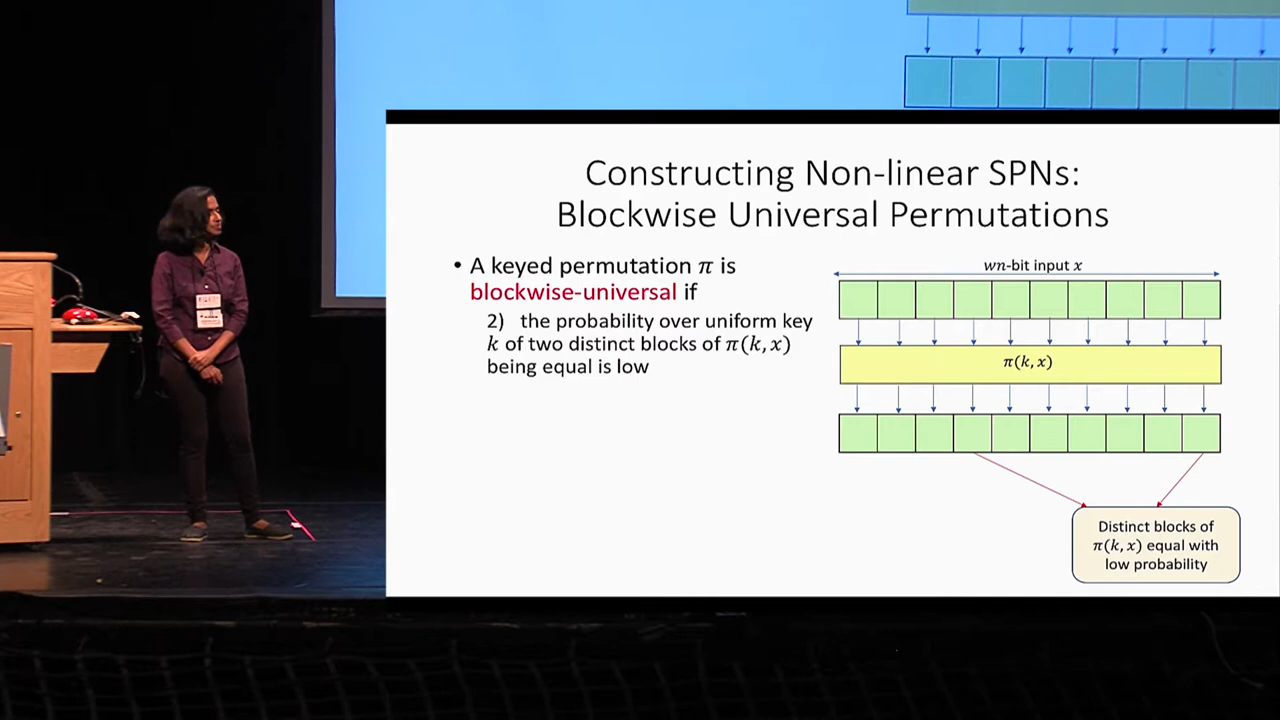 Constructing Non-linear SPNs:
Blockwise Universal Permutations
• A keyed permutation π is
blockwise-universal if
2) the probability over uniform key
k of two distinct blocks of π(k, x)
being equal is low
wn-bit input x
π(k, x)
Distinct blocks of
π(k, x) equal with
low probability